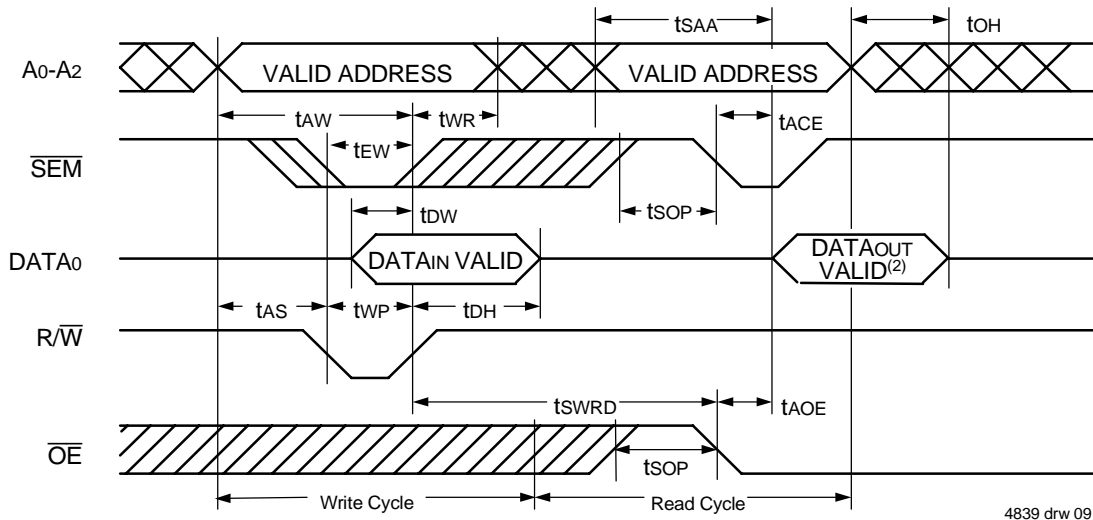 tSAA
tOH
A0-A2
VALID ADDRESS
VALID ADDRESS
tAW
tWR
tACE
tEW
SEM
tSOP
tDW
DATA0
DATAIN VALID
DATAOUT
VALID(2)
tAS
tWP
tDH
R/W
tSWRD
tAOE
OE
tSOP
Write Cycle
Read Cycle
4839 drw 09